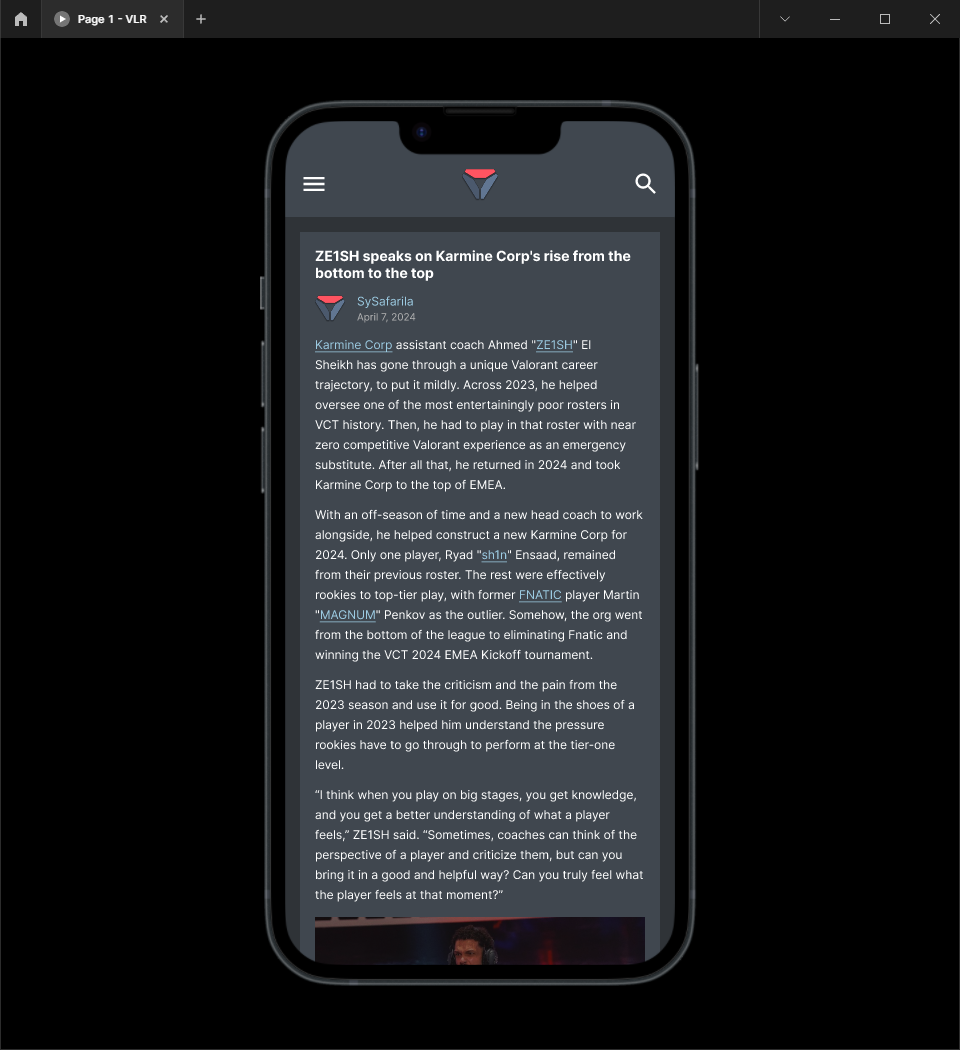 Page 1 - VLR
ZE1SH speaks on Karmine Corp's rise from the
bottom to the top
SySafarila
April 7, 2024
Karmine Corp assistant coach Ahmed "ZE1SH" El
Sheikh has gone through a unique Valorant career
trajectory, to put it mildly. Across 2023, he helped
oversee one of the most entertainingly poor rosters in
VCT history. Then, he had to play in that roster with near
zero competitive Valorant experience as an emergency
substitute. After all that, he returned in 2024 and took
Karmine Corp to the top of EMEA.
With an off-season of time and a new head coach to work
alongside, he helped construct a new Karmine Corp for
2024. Only one player, Ryad "sh1n" Ensaad, remained
from their previous roster. The rest were effectively
rookies to top-tier play, with former FNATIC player Martin
"MAGNUM" Penkov as the outlier. Somehow, the org went
from the bottom of the league to eliminating Fnatic and
winning the VCT 2024 EMEA Kickoff tournament.
ZE1SH had to take the criticism and the pain from the
2023 season and use it for good. Being in the shoes of a
player in 2023 helped him understand the pressure
rookies have to go through to perform at the tier-one
level.
“I think when you play on big stages, you get knowledge,
and you get a better understanding of what a player
feels,” ZE1SH said. “Sometimes, coaches can think of the
perspective of a player and criticize them, but can you
bring it in a good and helpful way? Can you truly feel what
the player feels at that moment?”